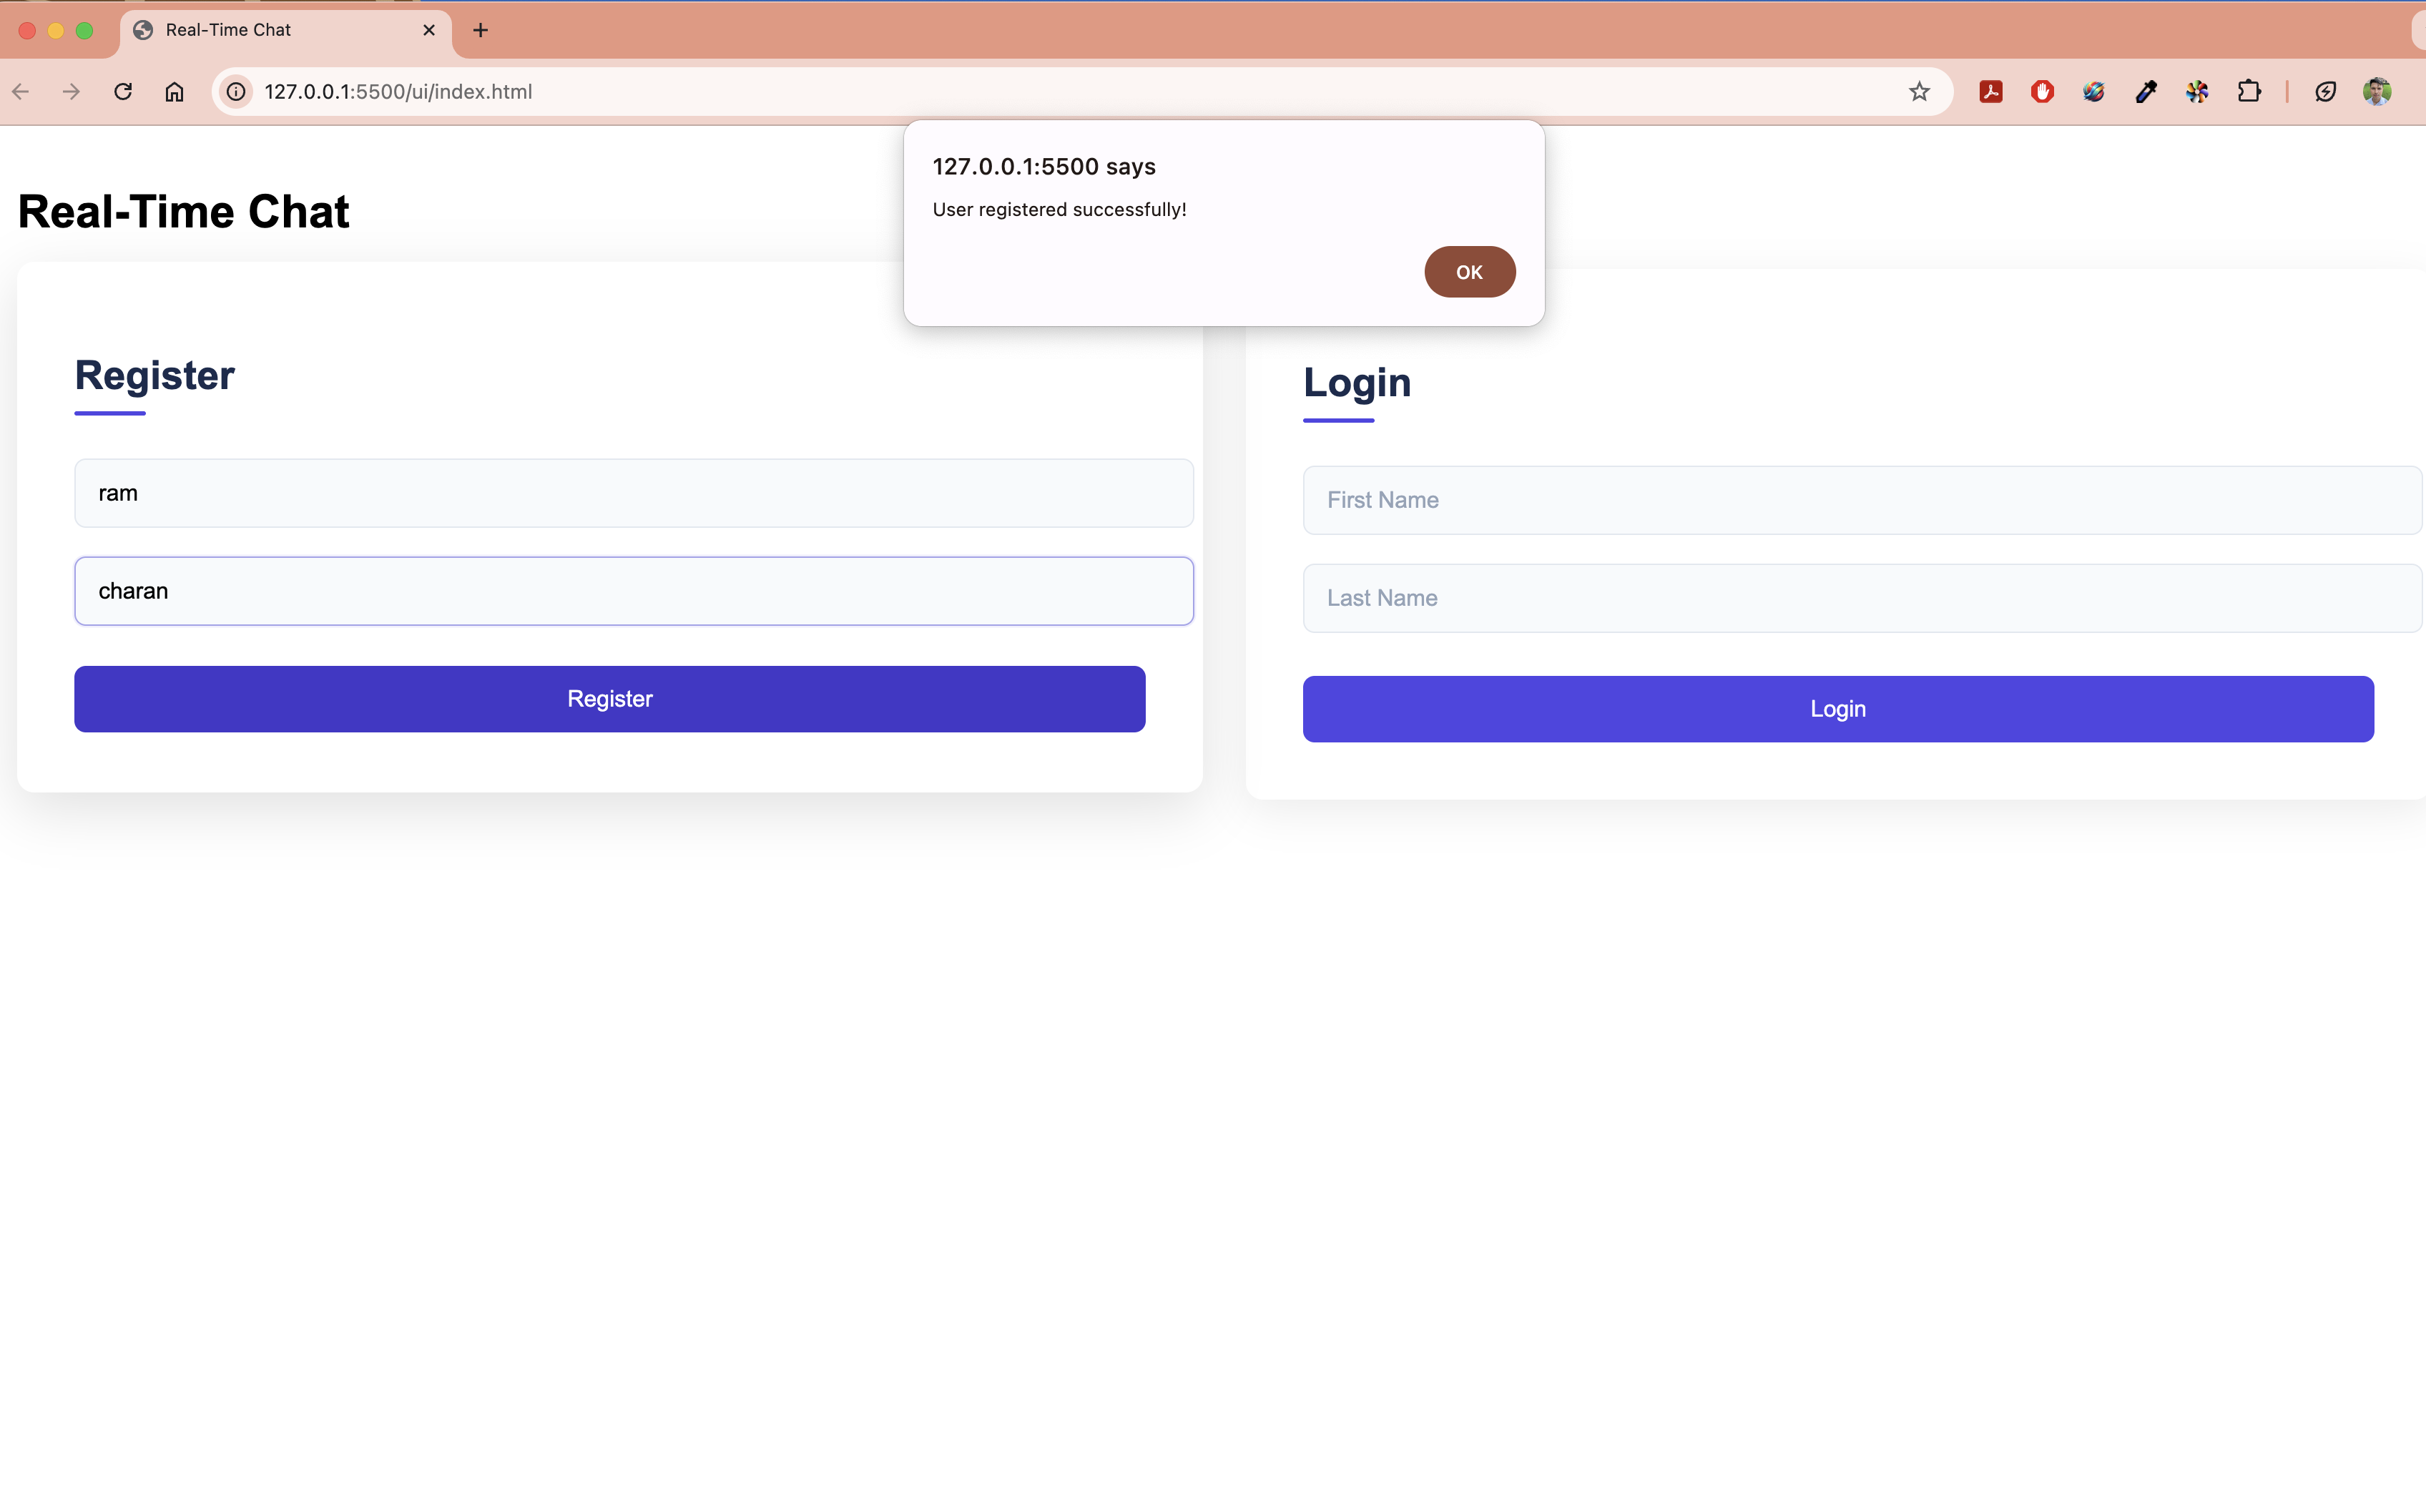 Real-Time Chat
127.0.0.1:5500/ui/index.html
127.0.0.1:5500 says
User registered successfully!
OK
Real-Time Chat
Register
ram
charan
Register
Login
First Name
Last Name
Login